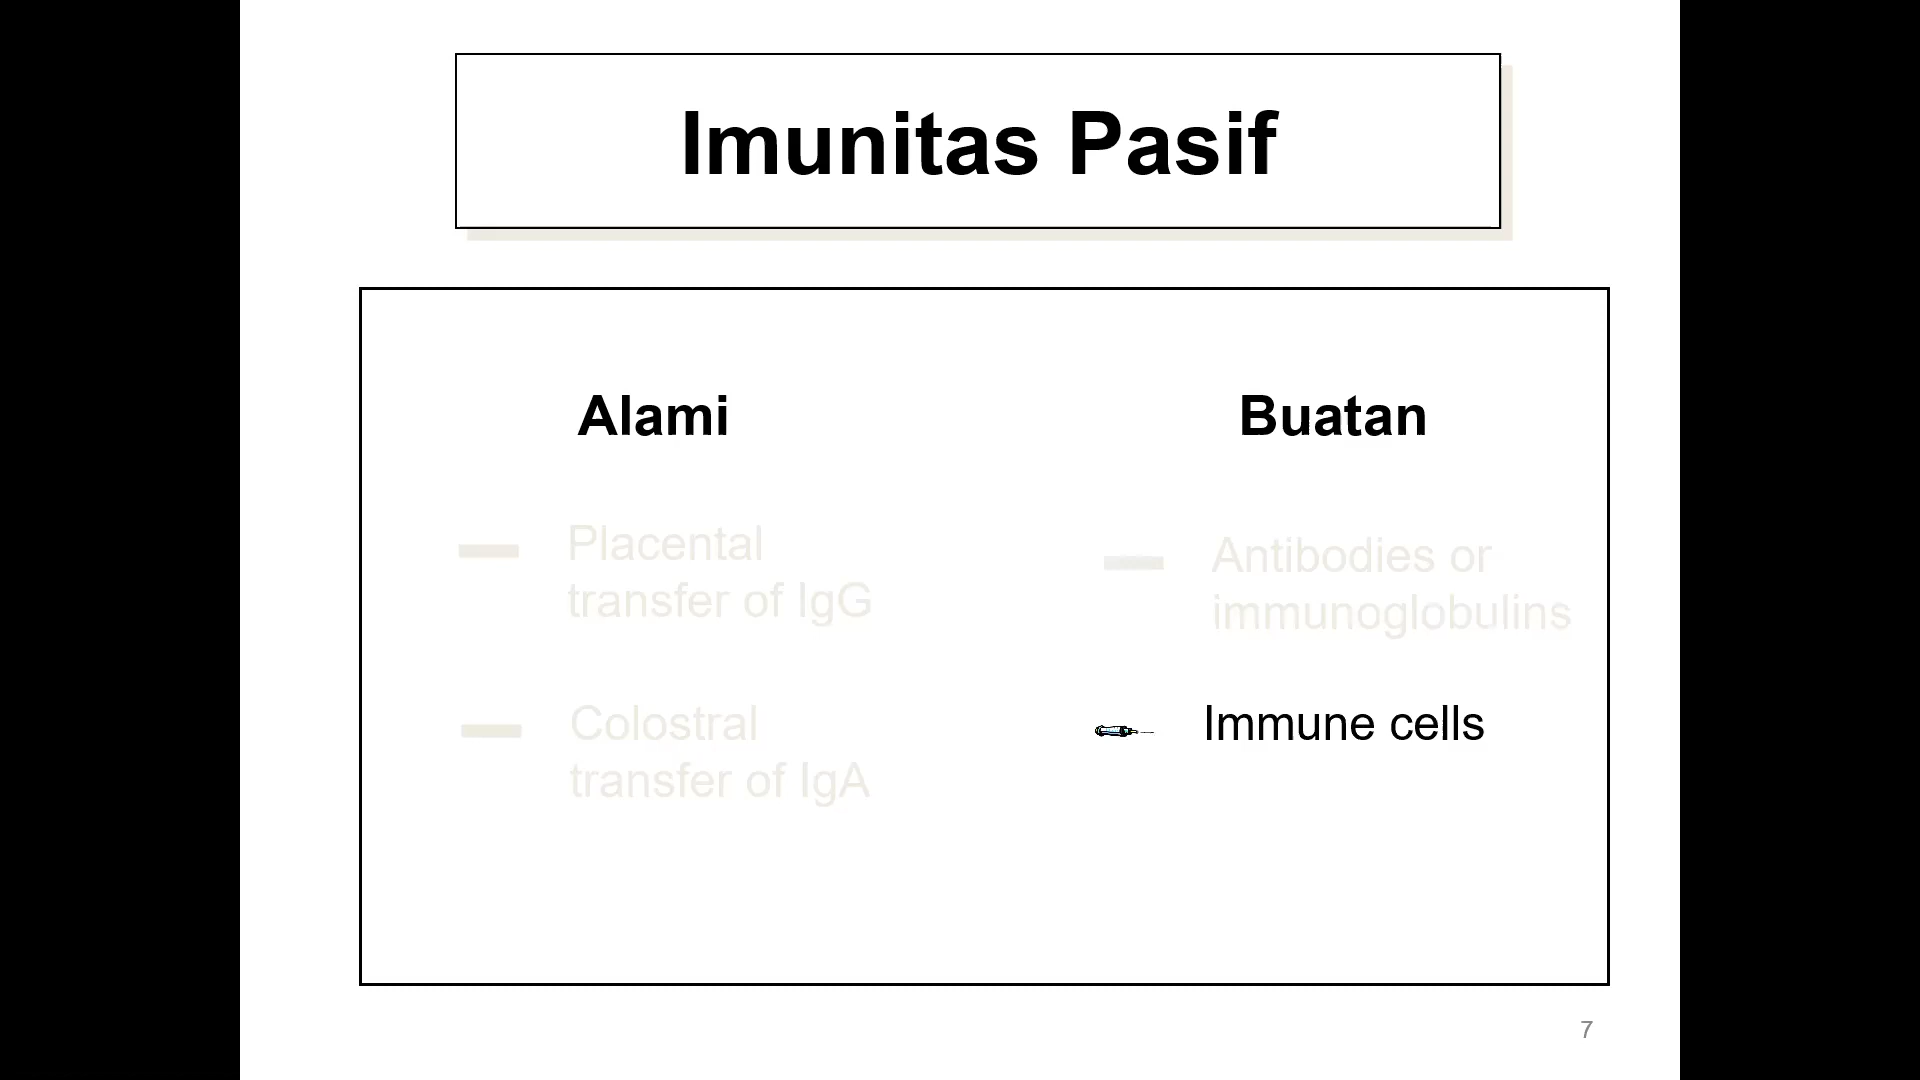 Imunitas Pasif
Alami
Placental
transfer of IgG
Colostral
transfer of IgA
Buatan
Antibodies or
immunoglobulins
Immune cells
7